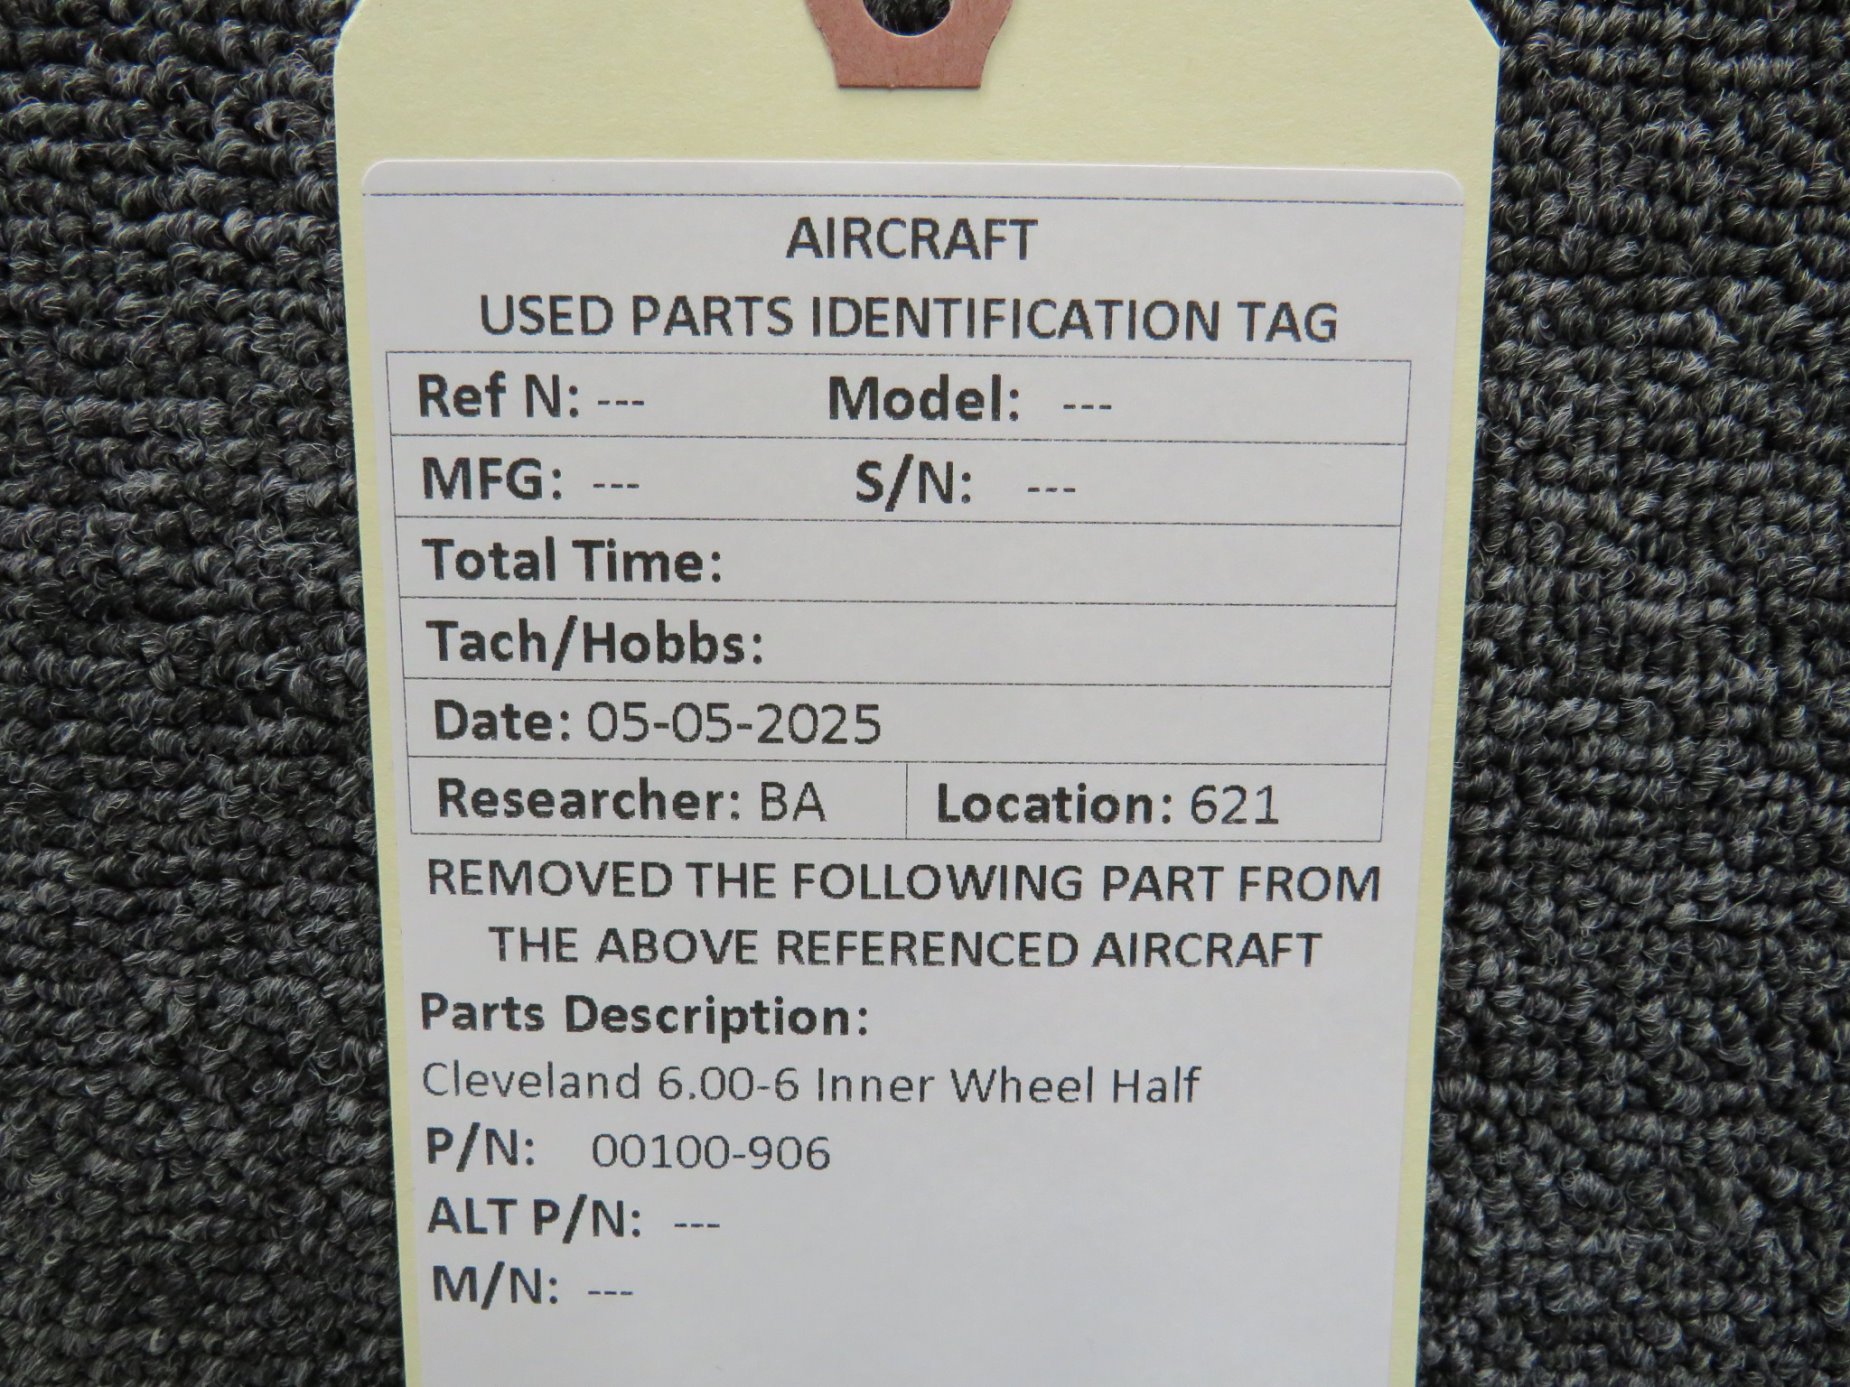 AIRCRAFT
USED PARTS IDENTIFICATION TAG
Ref N: --- Model: ---
MFG: --- S/N: ---
Total Time:
Tach/Hobbs:
Date: 05-05-2025
Researcher: BA Location: 621
REMOVED THE FOLLOWING PART FROM
THE ABOVE REFERENCED AIRCRAFT
Parts Description:
Cleveland 6.00-6 Inner Wheel Half
P/N: 00100-906
ALT P/N: ---
M/N: ---